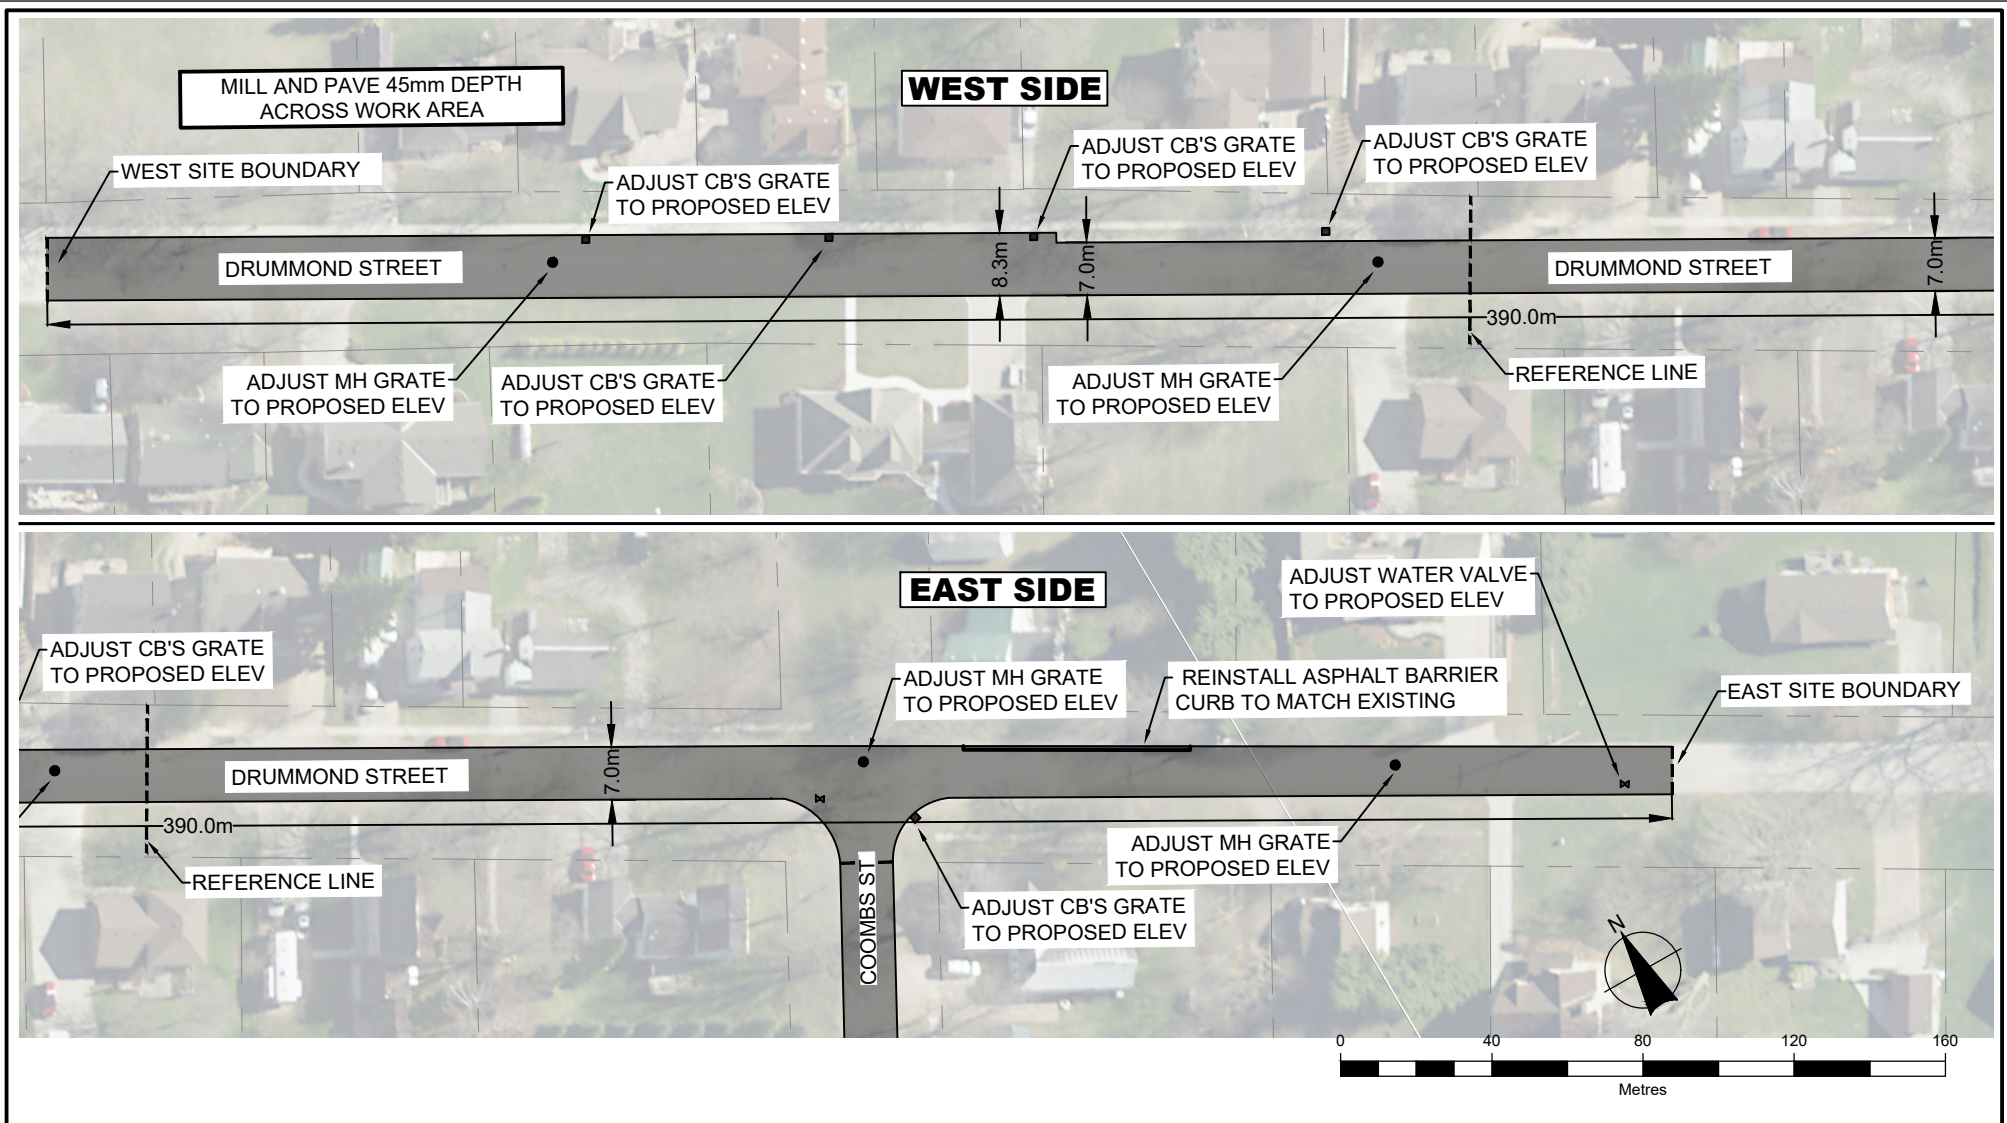 MILL AND PAVE 45mm DEPTH
ACROSS WORK AREA
WEST SIDE
WEST SITE BOUNDARY
ADJUST CB'S GRATE
TO PROPOSED ELEV
ADJUST CB'S GRATE
TO PROPOSED ELEV
ADJUST CB'S GRATE
TO PROPOSED ELEV
DRUMMOND STREET
8.3m
7.0m
DRUMMOND STREET
7.0m
390.0m
ADJUST MH GRATE
TO PROPOSED ELEV
ADJUST CB'S GRATE
TO PROPOSED ELEV
ADJUST MH GRATE
TO PROPOSED ELEV
REFERENCE LINE
EAST SIDE
ADJUST WATER VALVE
TO PROPOSED ELEV
ADJUST CB'S GRATE
TO PROPOSED ELEV
ADJUST MH GRATE
TO PROPOSED ELEV
REINSTALL ASPHALT BARRIER
CURB TO MATCH EXISTING
EAST SITE BOUNDARY
DRUMMOND STREET
7.0m
390.0m
REFERENCE LINE
COOMBS ST
ADJUST MH GRATE
TO PROPOSED ELEV
ADJUST CB'S GRATE
TO PROPOSED ELEV
N
0 40 80 120 160
Metres